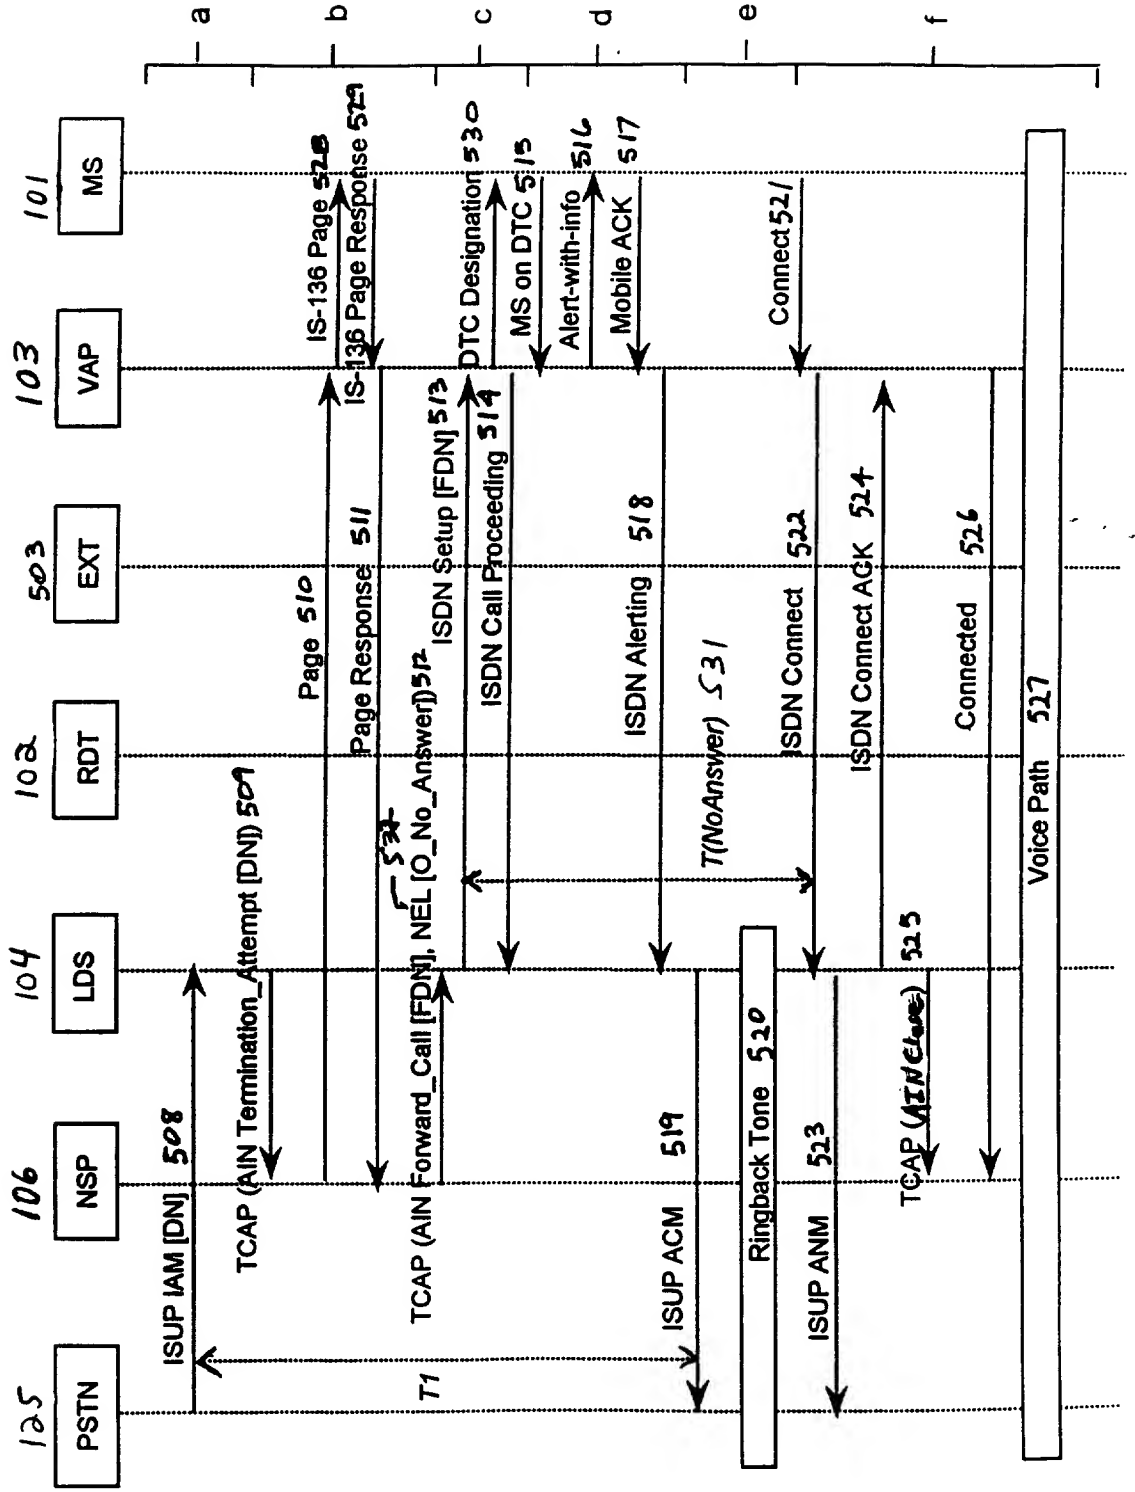 125
PSTN
106
NSP
104
LDS
102
RDT
503
EXT
103
VAP
101
MS
ISUP IAM [DN] 508
a
TCAP (AIN Termination_Attempt [DN]) 509
Page 510
IS-136 Page 528
b
IS-136 Page Response 529
Page Response 511
532
TCAP (AIN Forward_Call [FDN], NEL [O_No_Answer]) 512
ISDN Setup [FDN] 513
DTC Designation 530
c
ISDN Call Proceeding 514
MS on DTC 515
Alert-with-info 516
d
Mobile ACK 517
T1
ISDN Alerting 518
ISUP ACM 519
T(NoAnswer) 531
Ringback Tone 520
e
Connect 521
ISDN Connect 522
ISUP ANM 523
ISDN Connect ACK 524
TCAP (AIN Close) 525
f
Connected 526
Voice Path 527